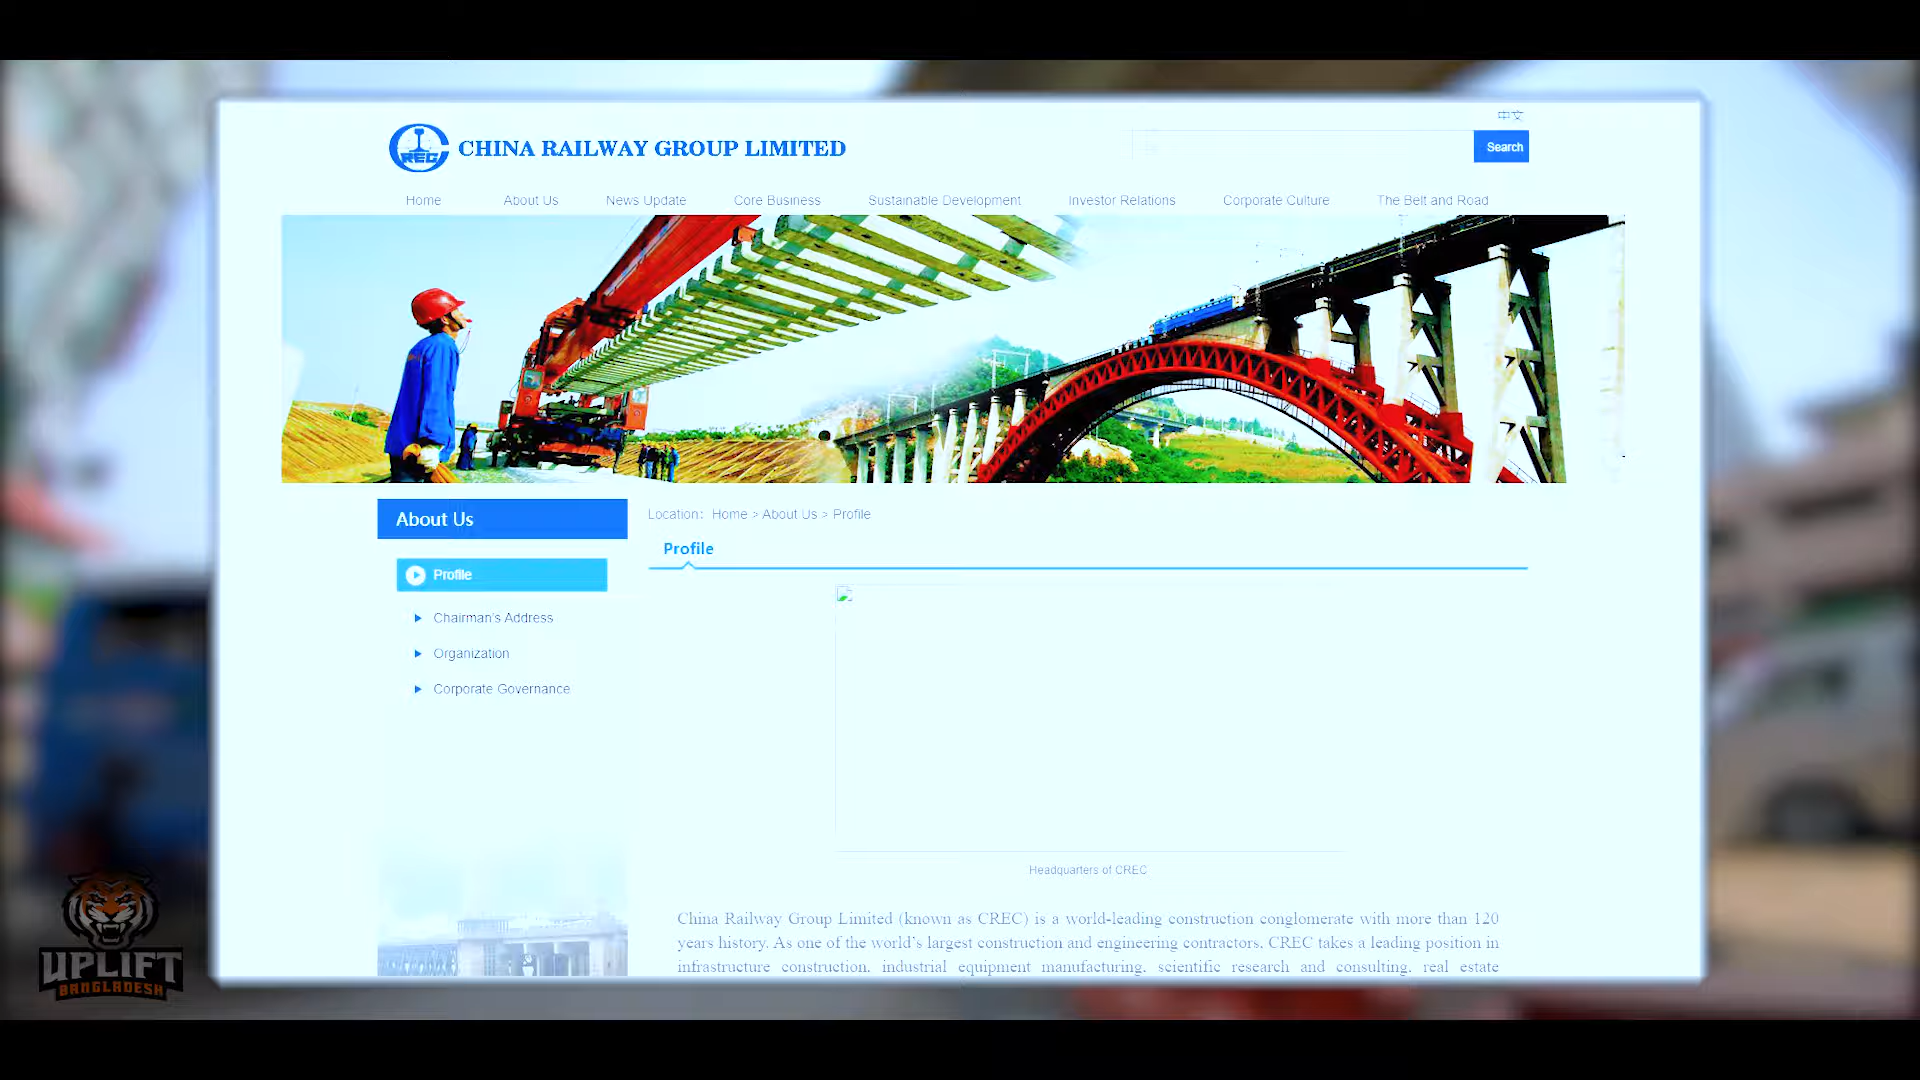 中文
CREC
CHINA RAILWAY GROUP LIMITED
Search
Home About Us News Update Core Business Sustainable Development Investor Relations Corporate Culture The Belt and Road
About Us
Profile
Chairman's Address
Organization
Corporate Governance
Location: Home > About Us > Profile
Profile
Headquarters of CREC
China Railway Group Limited (known as CREC) is a world-leading construction conglomerate with more than 120
years history. As one of the world’s largest construction and engineering contractors, CREC takes a leading position in
infrastructure construction, industrial equipment manufacturing, scientific research and consulting, real estate
UPLIFT
BANGLADESH